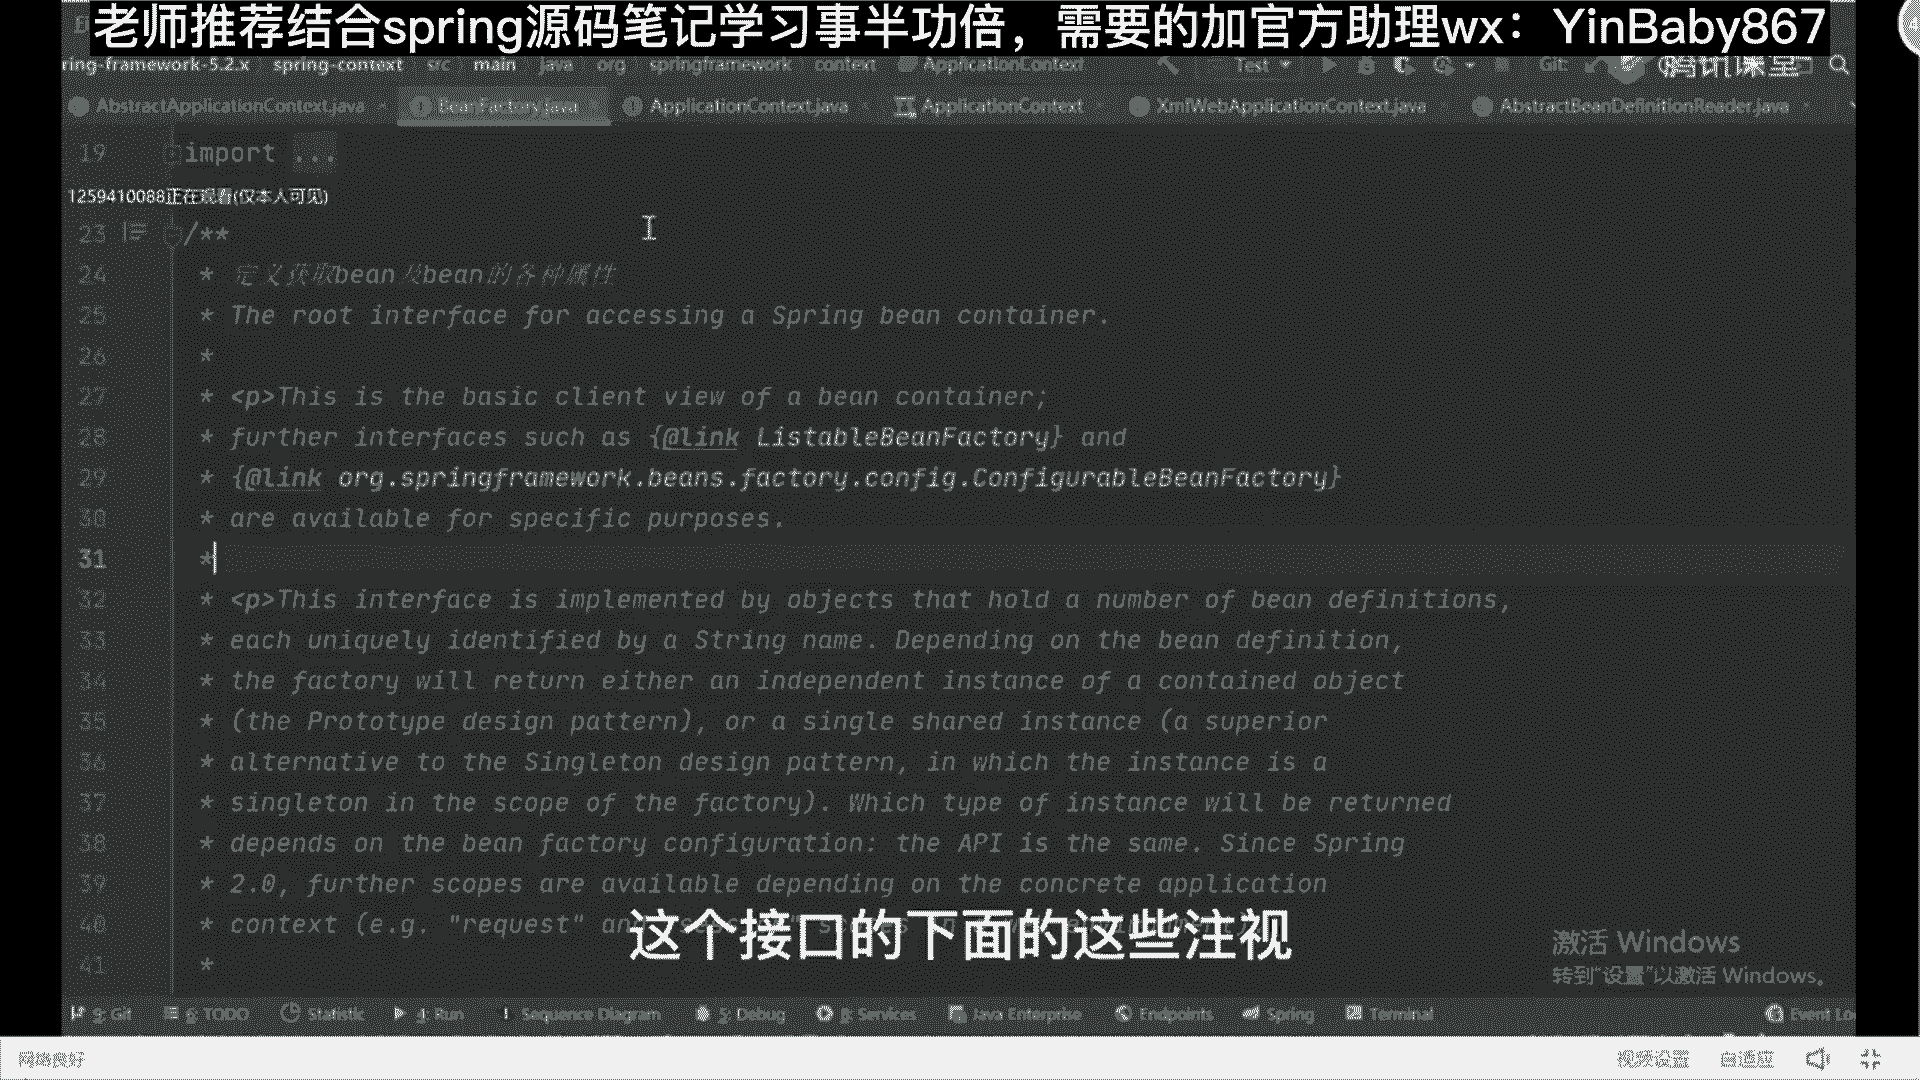 老师推荐结合spring源码笔记学习事半功倍，需要的加官方助理wx：YinBaby867
ring-framework-5.2.x spring-context src main java org springframework context ApplicationContext Test Git: 腾讯课堂
AbstractApplicationContext.java BeanFactory.java ApplicationContext.java ApplicationContext XmlWebApplicationContext.java AbstractBeanDefinitionReader.java
19 import ...
1259410088正在观看(仅本人可见)
23 /**
24 * 定义获取bean及bean的各种属性
25 * The root interface for accessing a Spring bean container.
26 *
27 * <p>This is the basic client view of a bean container;
28 * further interfaces such as {@link ListableBeanFactory} and
29 * {@link org.springframework.beans.factory.config.ConfigurableBeanFactory}
30 * are available for specific purposes.
31 *
32 * <p>This interface is implemented by objects that hold a number of bean definitions,
33 * each uniquely identified by a String name. Depending on the bean definition,
34 * the factory will return either an independent instance of a contained object
35 * (the Prototype design pattern), or a single shared instance (a superior
36 * alternative to the Singleton design pattern, in which the instance is a
37 * singleton in the scope of the factory). Which type of instance will be returned
38 * depends on the bean factory configuration: the API is the same. Since Spring
39 * 2.0, further scopes are available depending on the concrete application
40 * context (e.g. "request" an
这个接口的下面的这些注视
41 *
激活 Windows
转到“设置”以激活 Windows。
9: Git 6: TODO Statistic 4: Run Sequence Diagram 5: Debug 8: Services Java Enterprise Endpoints Spring Terminal Event Lo
网络良好 视频设置 自适应